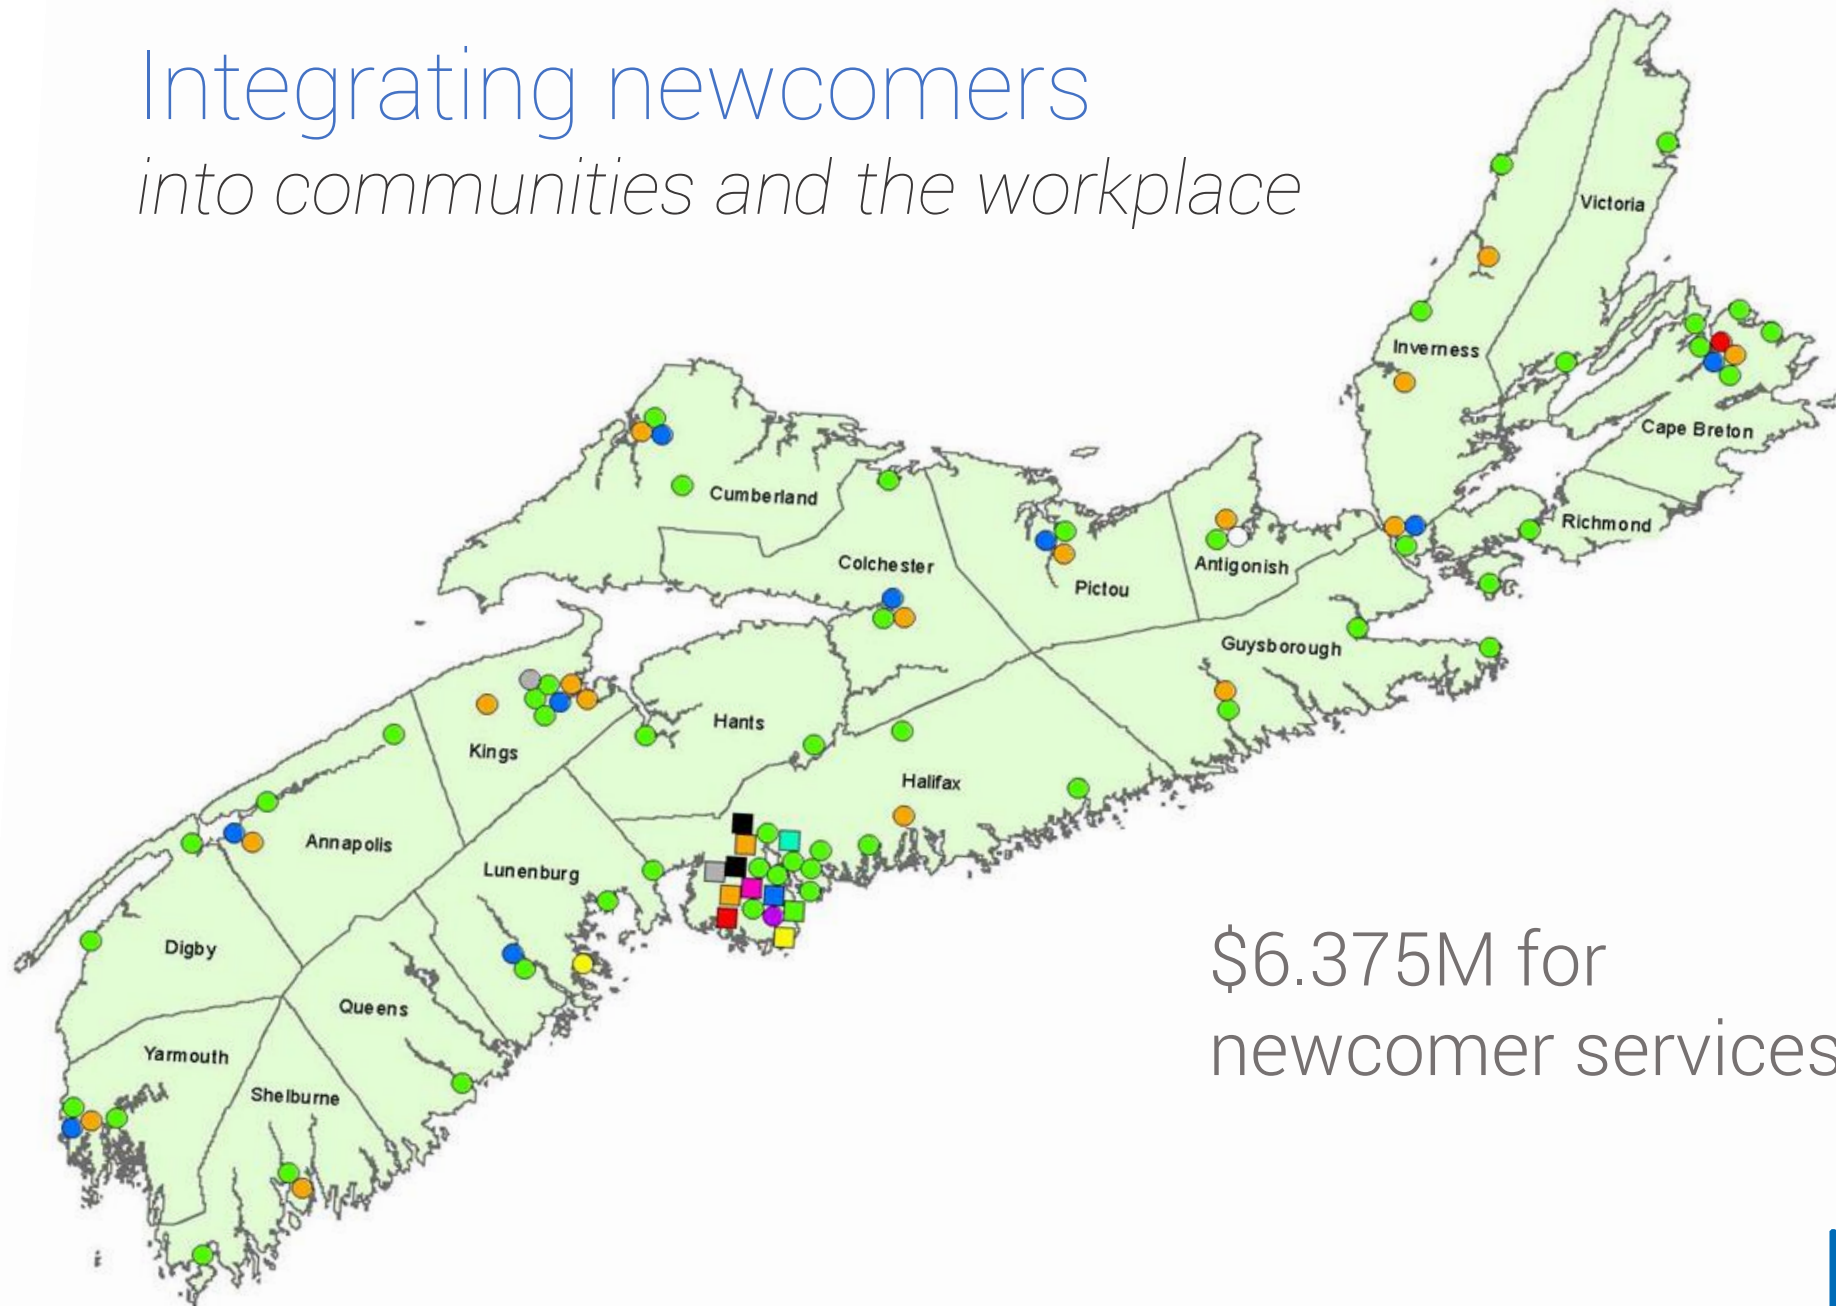 Integrating newcomers
into communities and the workplace
Victoria
Inverness
Cape Breton
Cumberland
Richmond
Colchester
Antigonish
Pictou
Guysborough
Hants
Kings
Halifax
Annapolis
Lunenburg
Digby
$6.375M for
newcomer services
Queens
Yarmouth
Shelburne